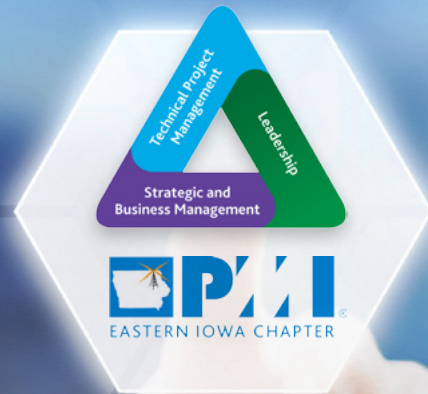 Technical Project
Management
Leadership
Strategic and
Business Management
PMI®
EASTERN IOWA CHAPTER